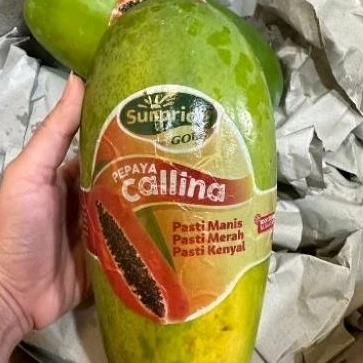 Sunpride
GOLD
PEPAYA
Callina
Pasti Manis
Pasti Merah
Pasti Kenyal